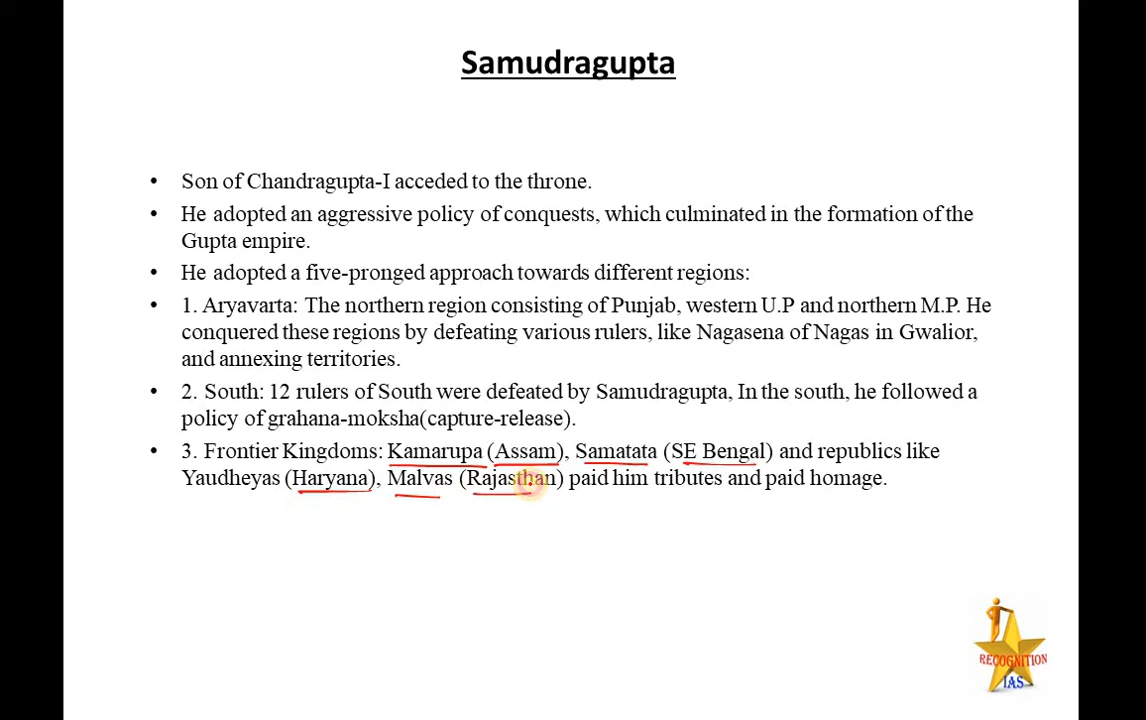 Samudragupta
• Son of Chandragupta-I acceded to the throne.
• He adopted an aggressive policy of conquests, which culminated in the formation of the
Gupta empire.
• He adopted a five-pronged approach towards different regions:
• 1. Aryavarta: The northern region consisting of Punjab, western U.P and northern M.P. He
conquered these regions by defeating various rulers, like Nagasena of Nagas in Gwalior,
and annexing territories.
• 2. South: 12 rulers of South were defeated by Samudragupta, In the south, he followed a
policy of grahana-moksha(capture-release).
• 3. Frontier Kingdoms: Kamarupa (Assam), Samatata (SE Bengal) and republics like
Yaudheyas (Haryana), Malvas (Rajasthan) paid him tributes and paid homage.
RECOGNITION
IAS